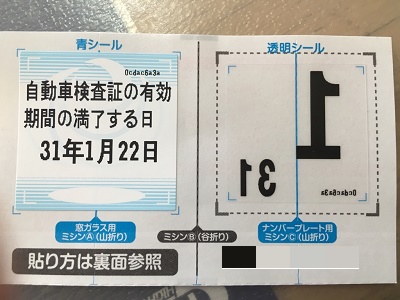 青シール
0cdac6a3a
自動車検査証の有効
期間の満了する日
31年1月22日
窓ガラス用
ミシンⒶ(山折り)
貼り方は裏面参照
ミシンⒷ(谷折り)
透明シール
1
31
0cdac6a3a
ナンバープレート用
ミシンⒸ(山折り)